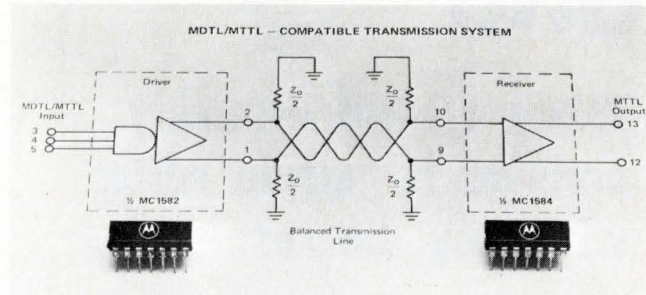 MDTL/MTTL – COMPATIBLE TRANSMISSION SYSTEM
Driver
Receiver
MDTL/MTTL
Input
3
4
5
2
1
Zo
2
Zo
2
Zo
2
Zo
2
10
9
MTTL
Output
13
12
½ MC1582
½ MC1584
Balanced Transmission
Line